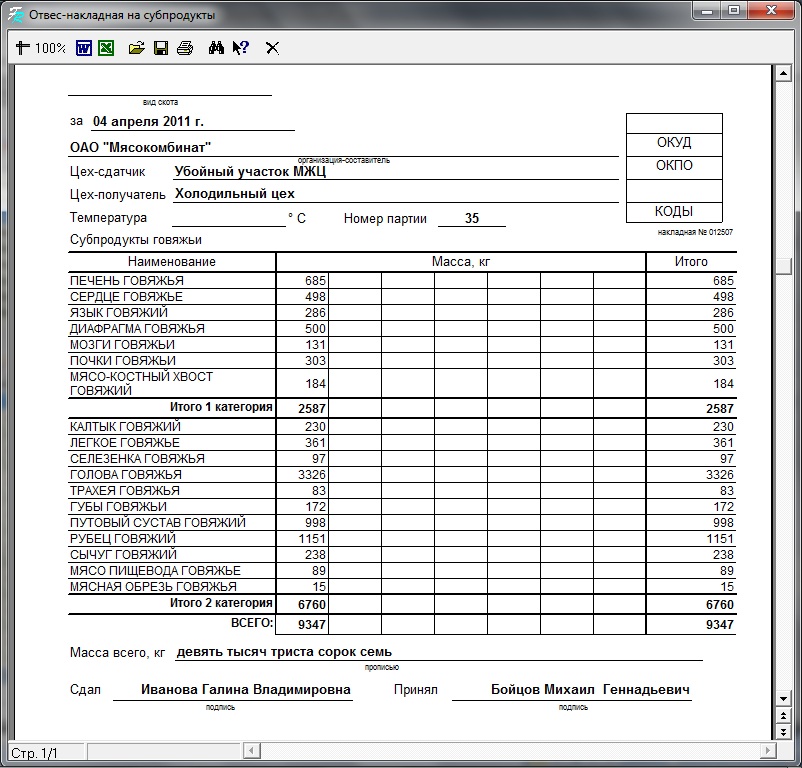 Отвес-накладная на субпродукты
100%
вид скота
за 04 апреля 2011 г.
ОАО "Мясокомбинат"
организация-составитель
ОКУД
Цех-сдатчик Убойный участок МЖЦ
ОКПО
Цех-получатель Холодильный цех
Температура ° С Номер партии 35
КОДЫ
накладная № 012507
Субпродукты говяжьи
Наименование Масса, кг Итого
ПЕЧЕНЬ ГОВЯЖЬЯ 685 685
СЕРДЦЕ ГОВЯЖЬЕ 498 498
ЯЗЫК ГОВЯЖИЙ 286 286
ДИАФРАГМА ГОВЯЖЬЯ 500 500
МОЗГИ ГОВЯЖЬИ 131 131
ПОЧКИ ГОВЯЖЬИ 303 303
МЯСО-КОСТНЫЙ ХВОСТ
ГОВЯЖИЙ 184 184
Итого 1 категория 2587 2587
КАЛТЫК ГОВЯЖИЙ 230 230
ЛЕГКОЕ ГОВЯЖЬЕ 361 361
СЕЛЕЗЕНКА ГОВЯЖЬЯ 97 97
ГОЛОВА ГОВЯЖЬЯ 3326 3326
ТРАХЕЯ ГОВЯЖЬЯ 83 83
ГУБЫ ГОВЯЖЬИ 172 172
ПУТОВЫЙ СУСТАВ ГОВЯЖИЙ 998 998
РУБЕЦ ГОВЯЖИЙ 1151 1151
СЫЧУГ ГОВЯЖИЙ 238 238
МЯСО ПИЩЕВОДА ГОВЯЖЬЕ 89 89
МЯСНАЯ ОБРЕЗЬ ГОВЯЖЬЯ 15 15
Итого 2 категория 6760 6760
ВСЕГО: 9347 9347
Масса всего, кг девять тысяч триста сорок семь
прописью
Сдал Иванова Галина Владимировна Принял Бойцов Михаил Геннадьевич
подпись подпись
Стр. 1/1